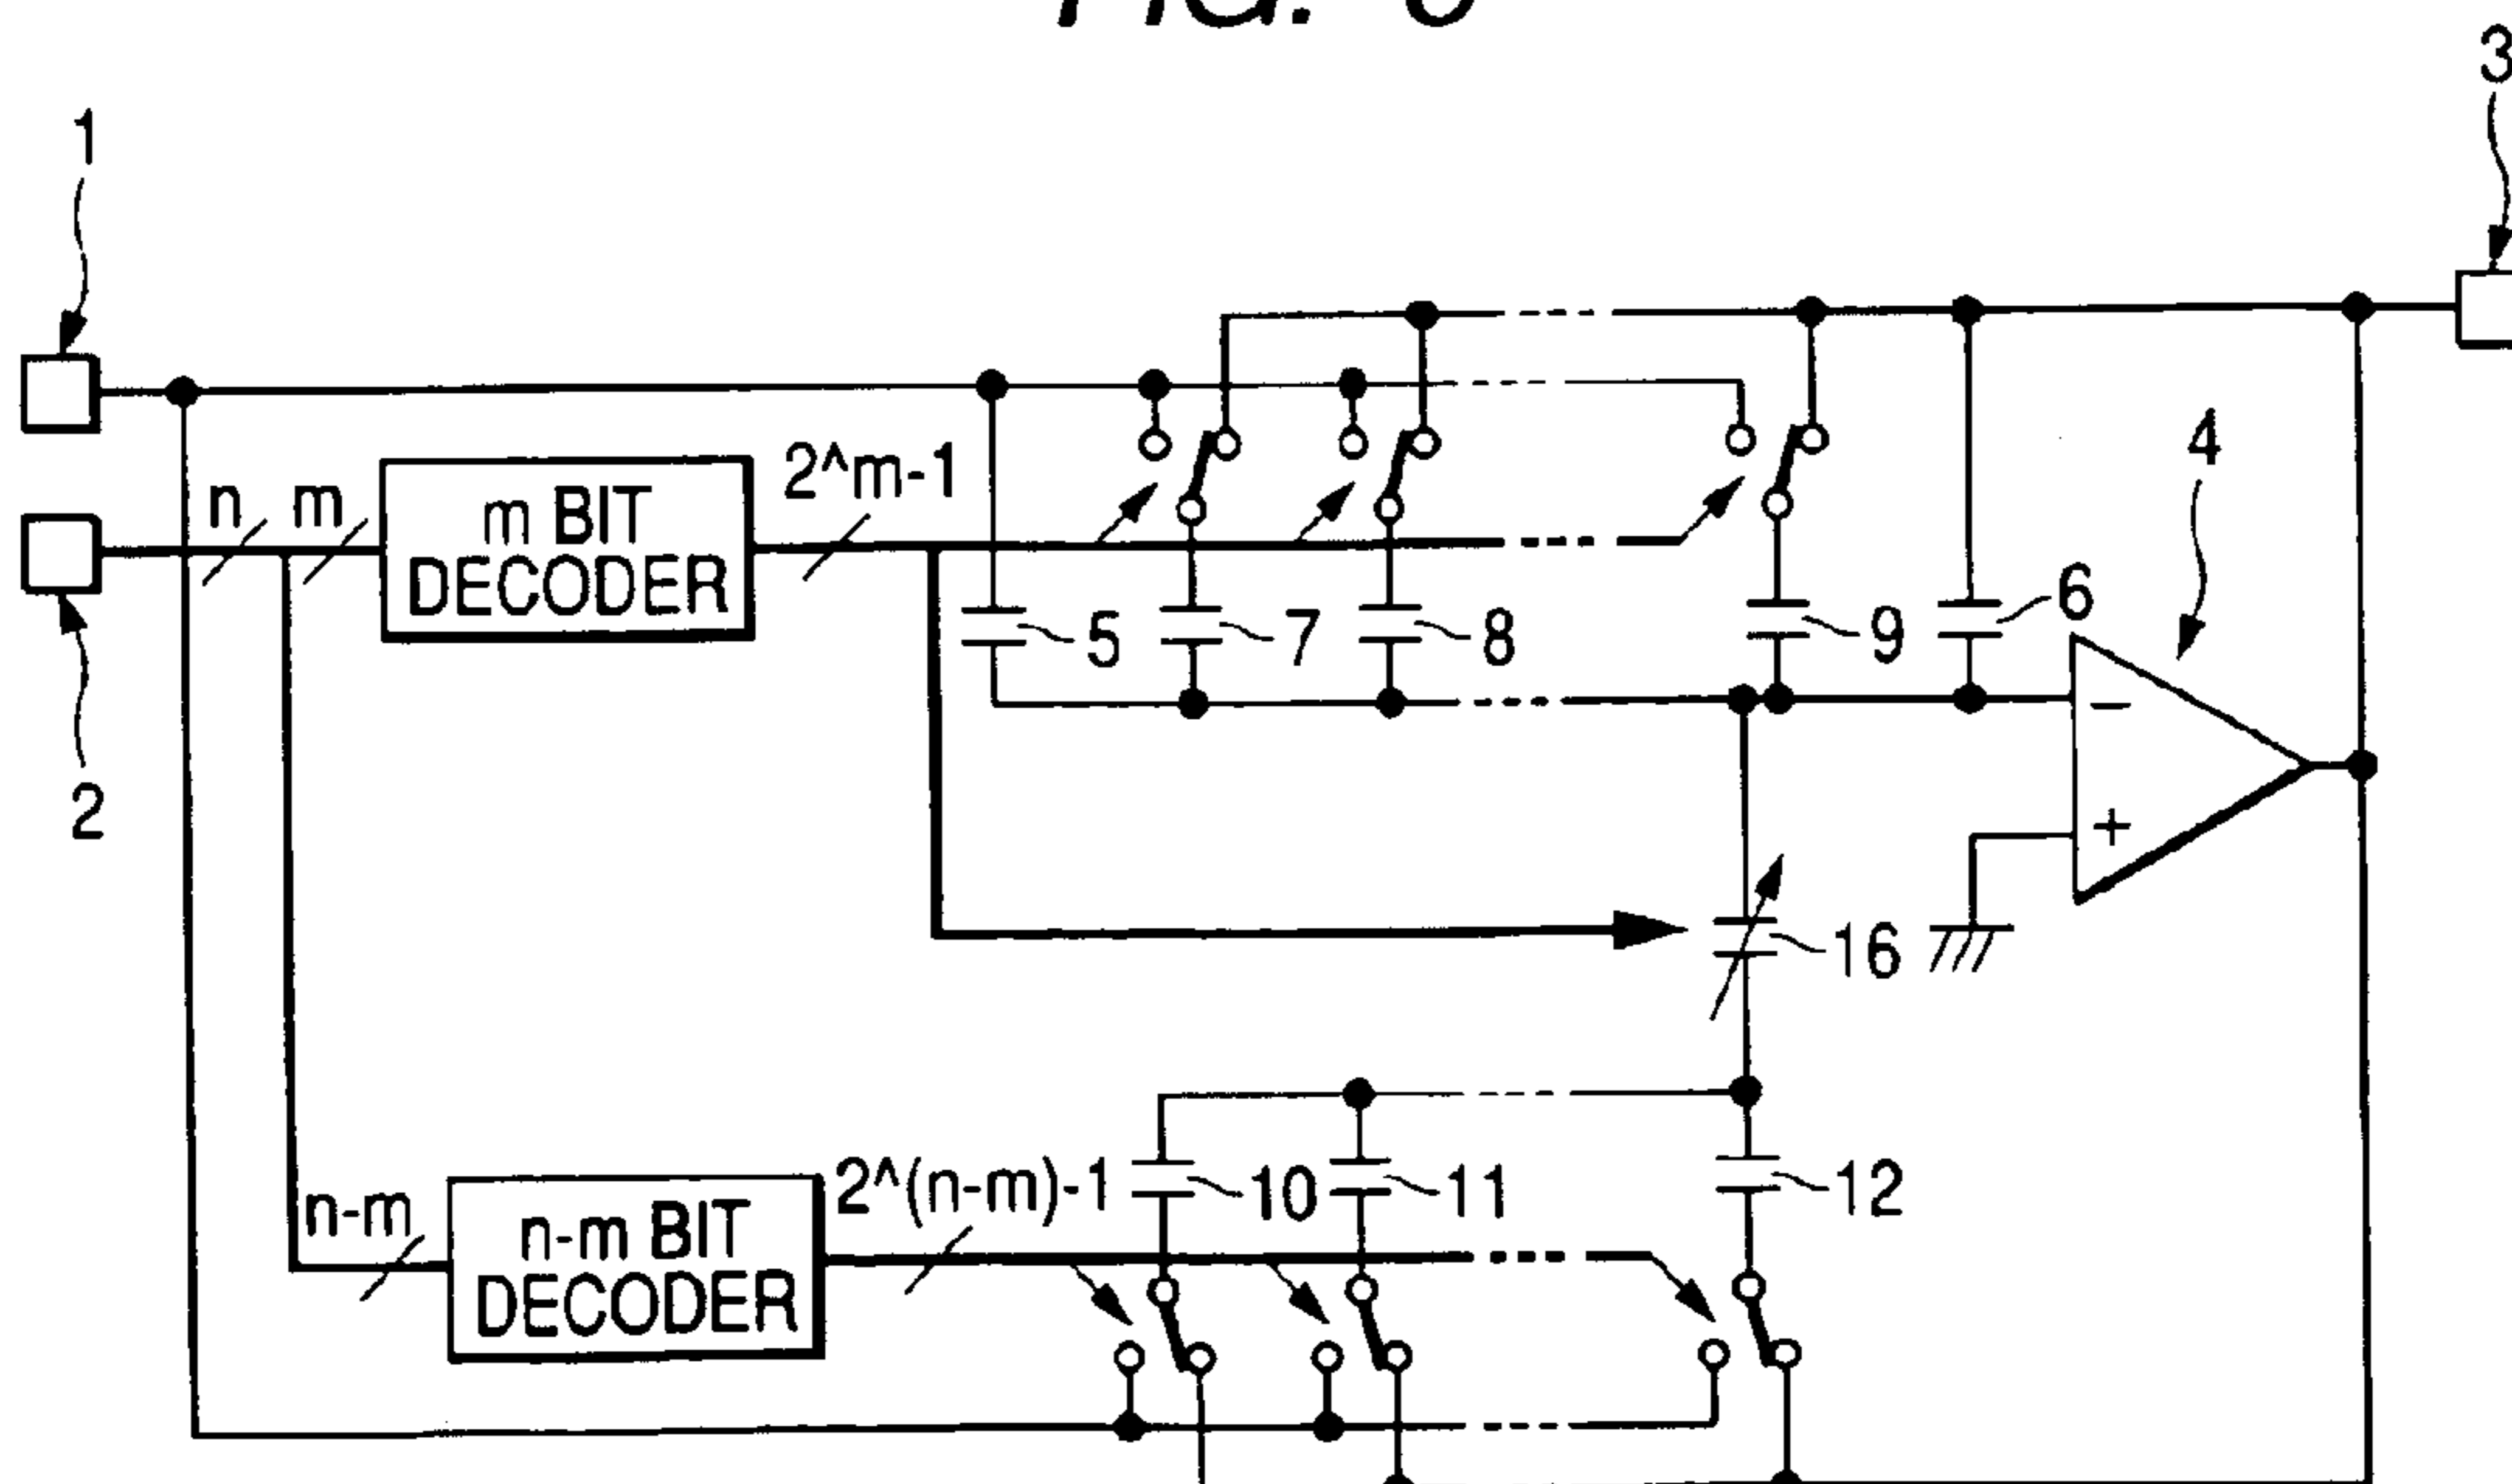 FIG.
3
1
4
2^m-1
n
m
m BIT
DECODER
5
7
8
9
6
−
+
2
16
n-m
n-m BIT
DECODER
2^(n-m)-1
10
11
12